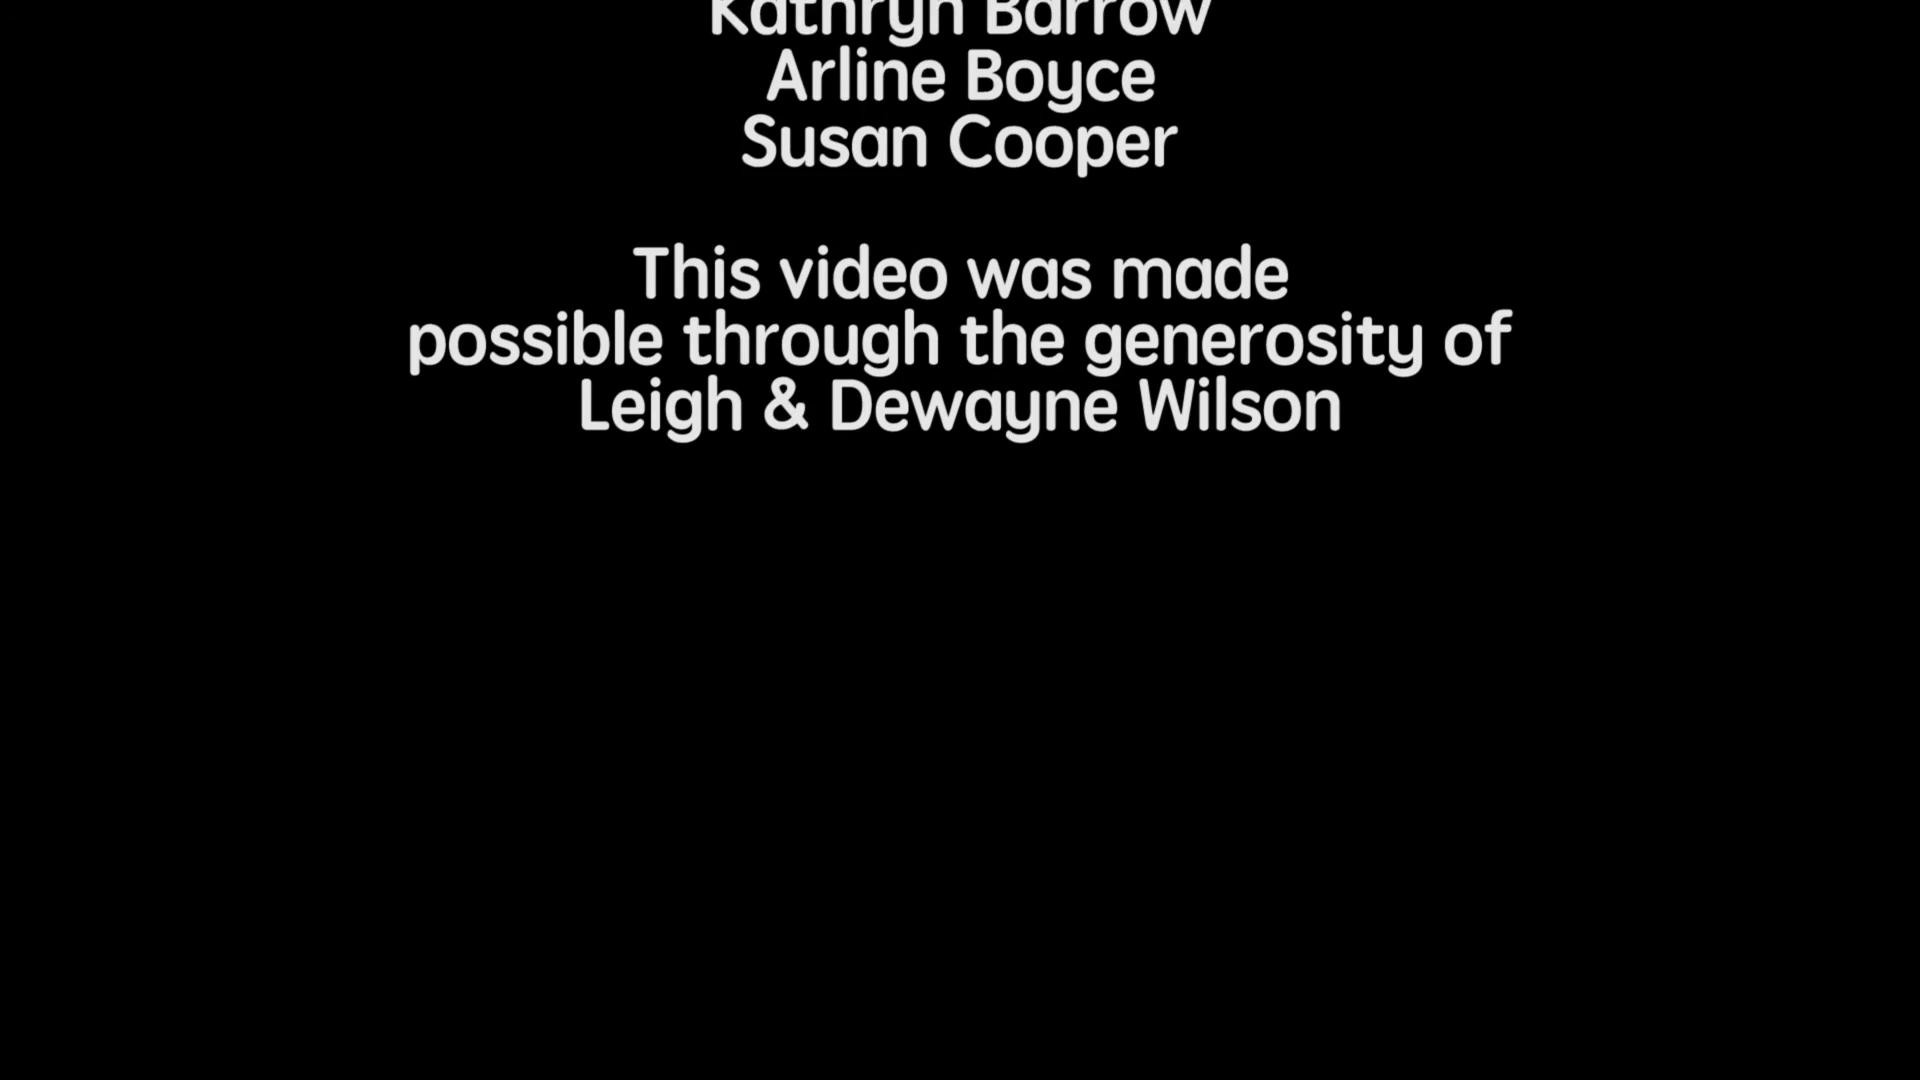 Kathryn Barrow
Arline Boyce
Susan Cooper
This video was made
possible through the generosity of
Leigh & Dewayne Wilson